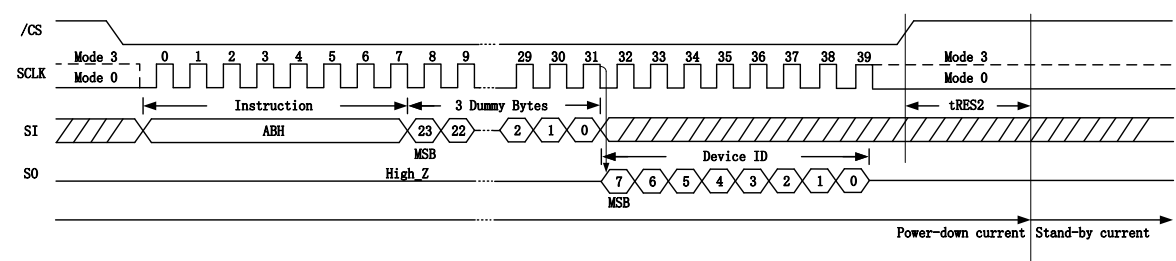 /CS
Mode 3 0 1 2 3 4 5 6 7 8 9 29 30 31 32 33 34 35 36 37 38 39 Mode 3
SCLK
Mode 0 Mode 0
Instruction 3 Dummy Bytes tRES2
SI ABH 23 22 2 1 0
MSB Device ID
SO High_Z
7 6 5 4 3 2 1 0
MSB
Power-down current Stand-by current